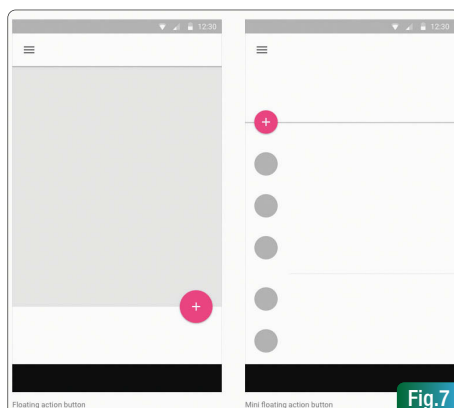 12:30
12:30
Floating action button
Mini floating action button
Fig.7